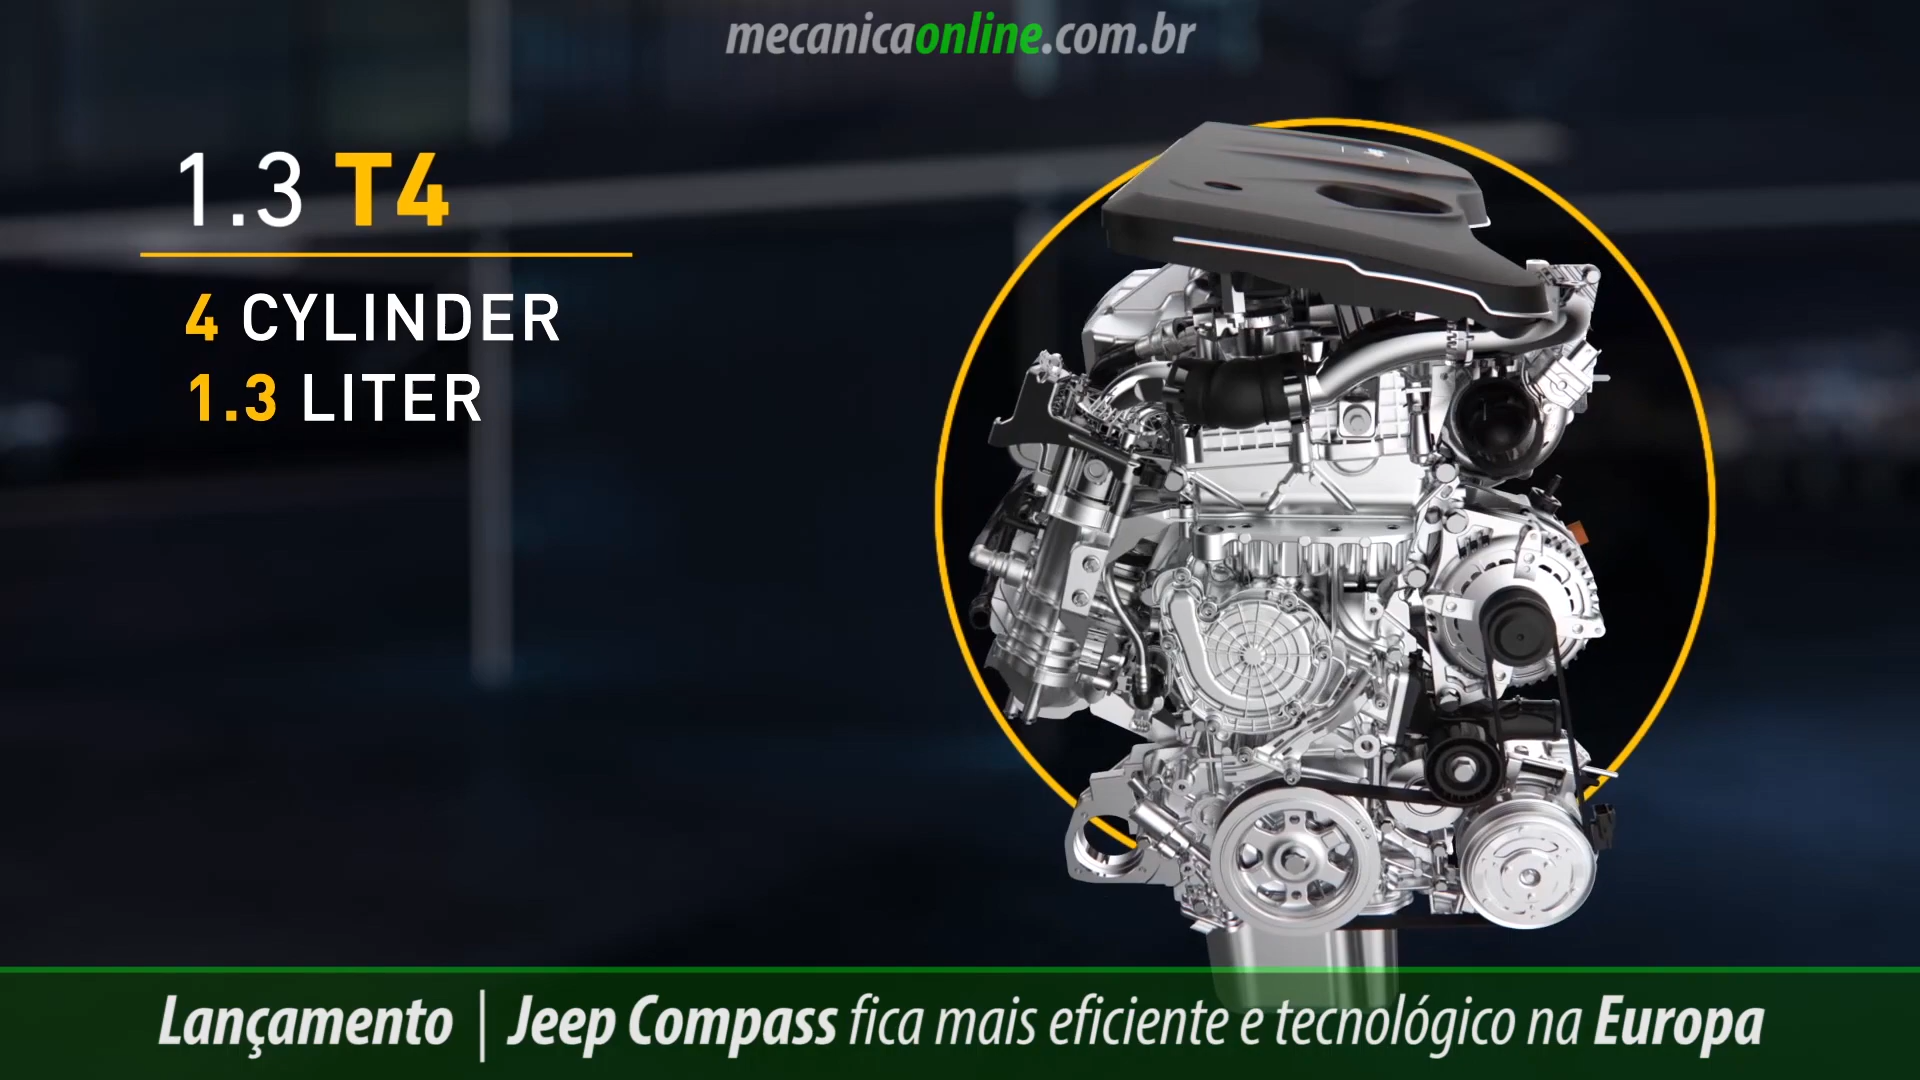 mecanicaonline.com.br
1.3 T4
4 CYLINDER
1.3 LITER
Lançamento | Jeep Compass fica mais eficiente e tecnológico na Europa